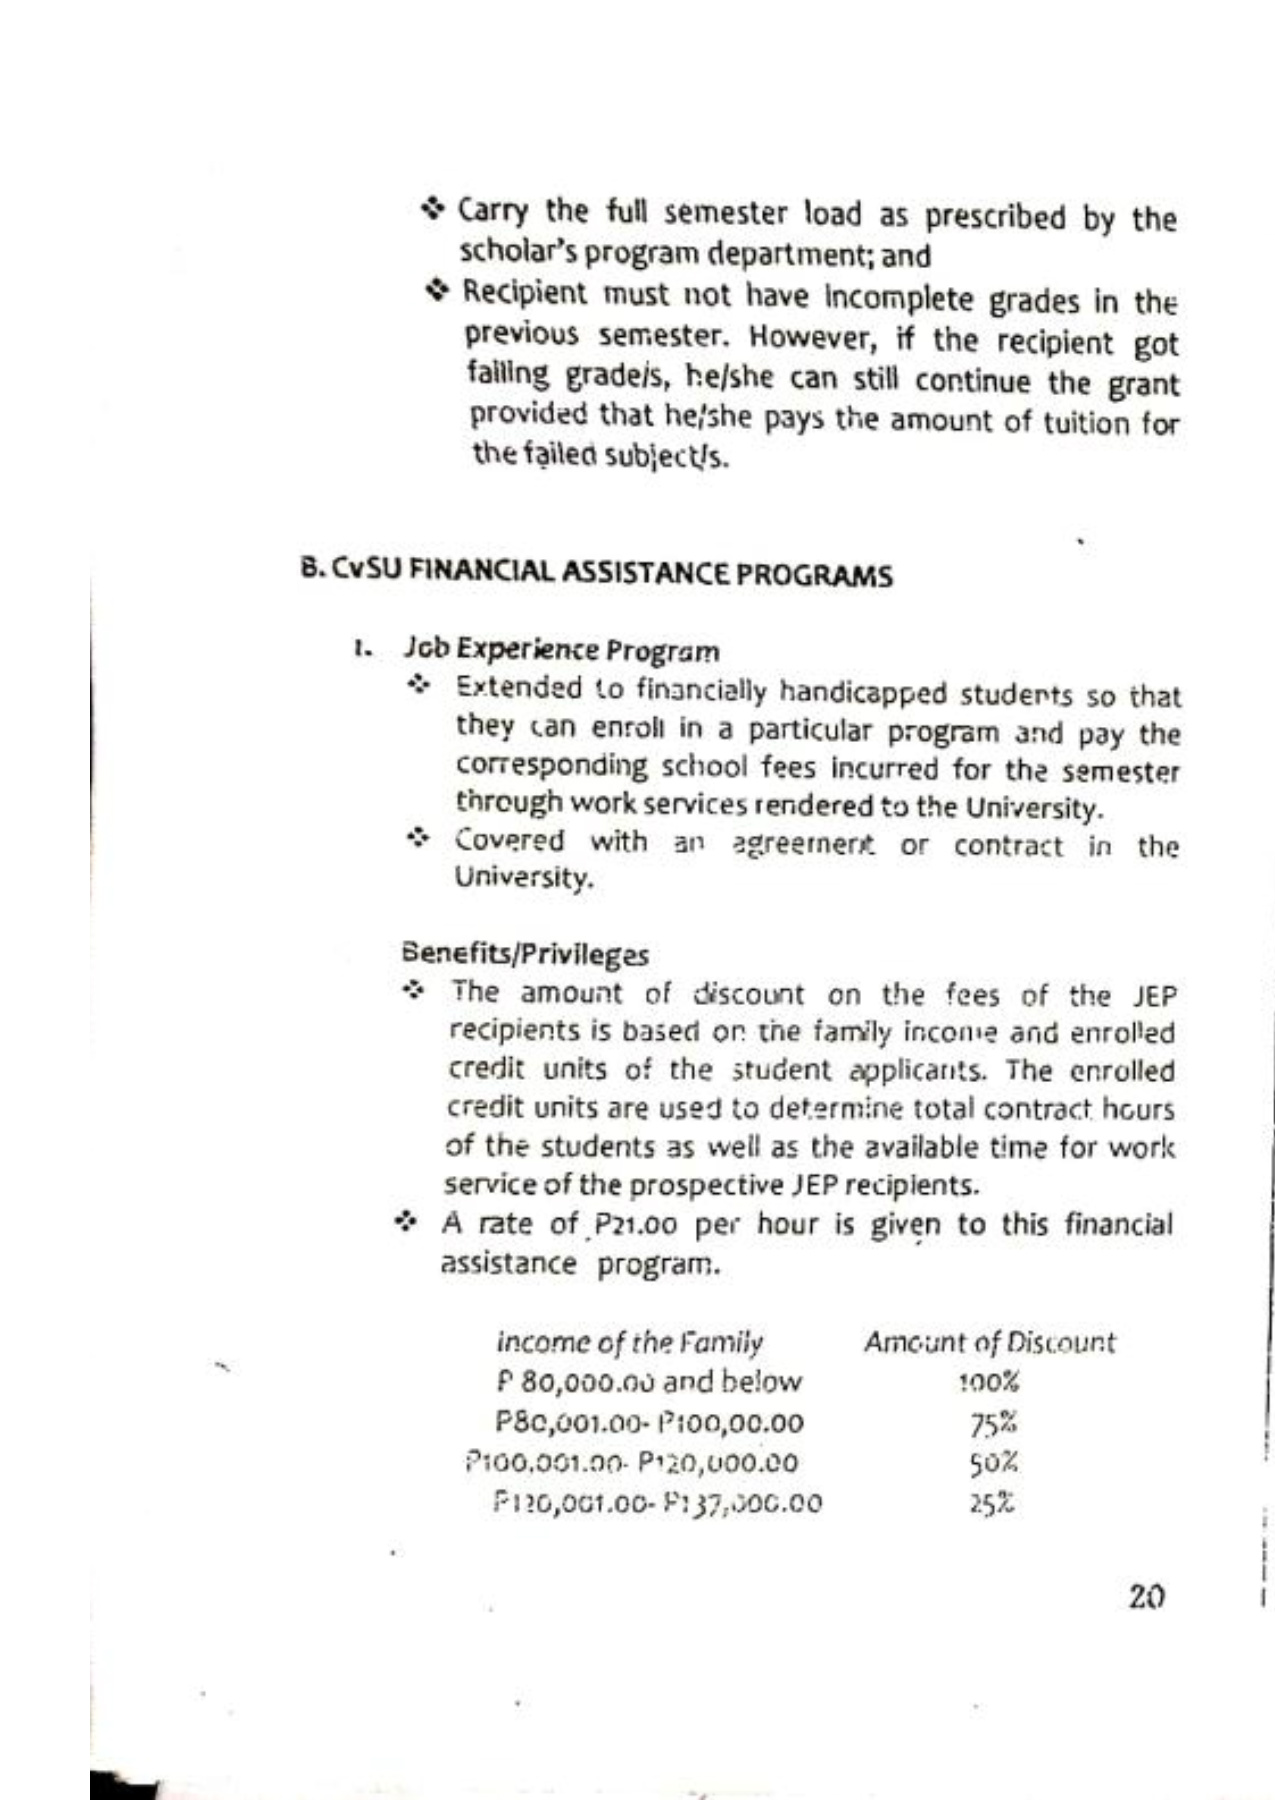 ❖ Carry the full semester load as prescribed by the
scholar's program department; and
❖ Recipient must not have incomplete grades in the
previous semester. However, if the recipient got
failing grade/s, he/she can still continue the grant
provided that he/she pays the amount of tuition for
the failed subject/s.
B. CvSU FINANCIAL ASSISTANCE PROGRAMS
1. Job Experience Program
❖ Extended to financially handicapped students so that
they can enroll in a particular program and pay the
corresponding school fees incurred for the semester
through work services rendered to the University.
❖ Covered with an agreement or contract in the
University.
Benefits/Privileges
❖ The amount of discount on the fees of the JEP
recipients is based on the family income and enrolled
credit units of the student applicants. The enrolled
credit units are used to determine total contract hours
of the students as well as the available time for work
service of the prospective JEP recipients.
❖ A rate of P21.00 per hour is given to this financial
assistance program.
Income of the Family Amount of Discount
P 80,000.00 and below 100%
P80,001.00- P100,00.00 75%
P100,001.00- P120,000.00 50%
P120,001.00- P137,000.00 25%
20